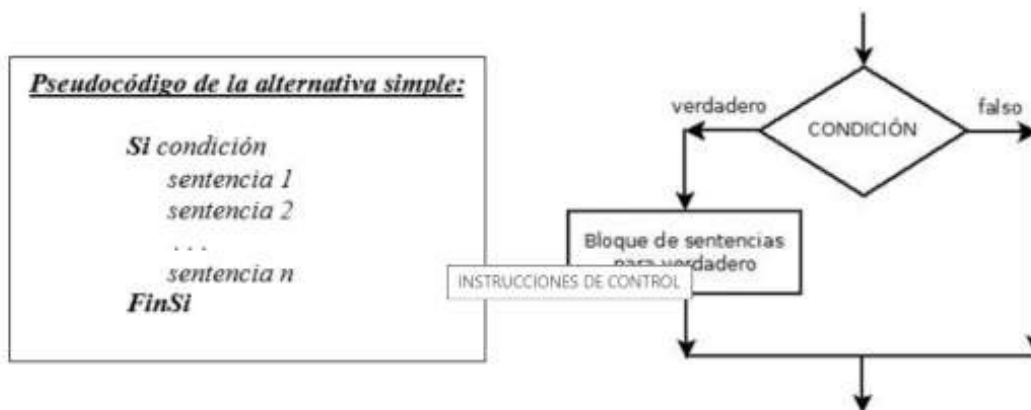 Pseudocódigo de la alternativa simple:
Si condición
sentencia 1
sentencia 2
. . .
sentencia n
FinSi
verdadero
falso
CONDICIÓN
Bloque de sentencias
para verdadero
INSTRUCCIONES DE CONTROL